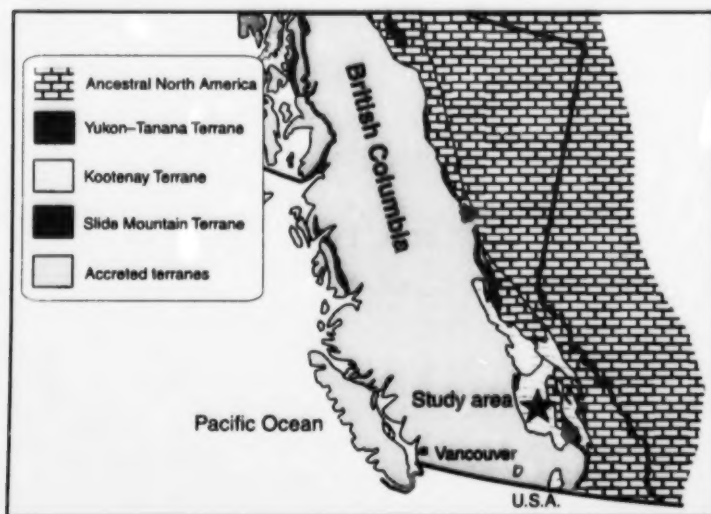 Ancestral North America
Yukon–Tanana Terrane
Kootenay Terrane
Slide Mountain Terrane
Accreted terranes
British Columbia
Study area
Pacific Ocean
Vancouver
U.S.A.